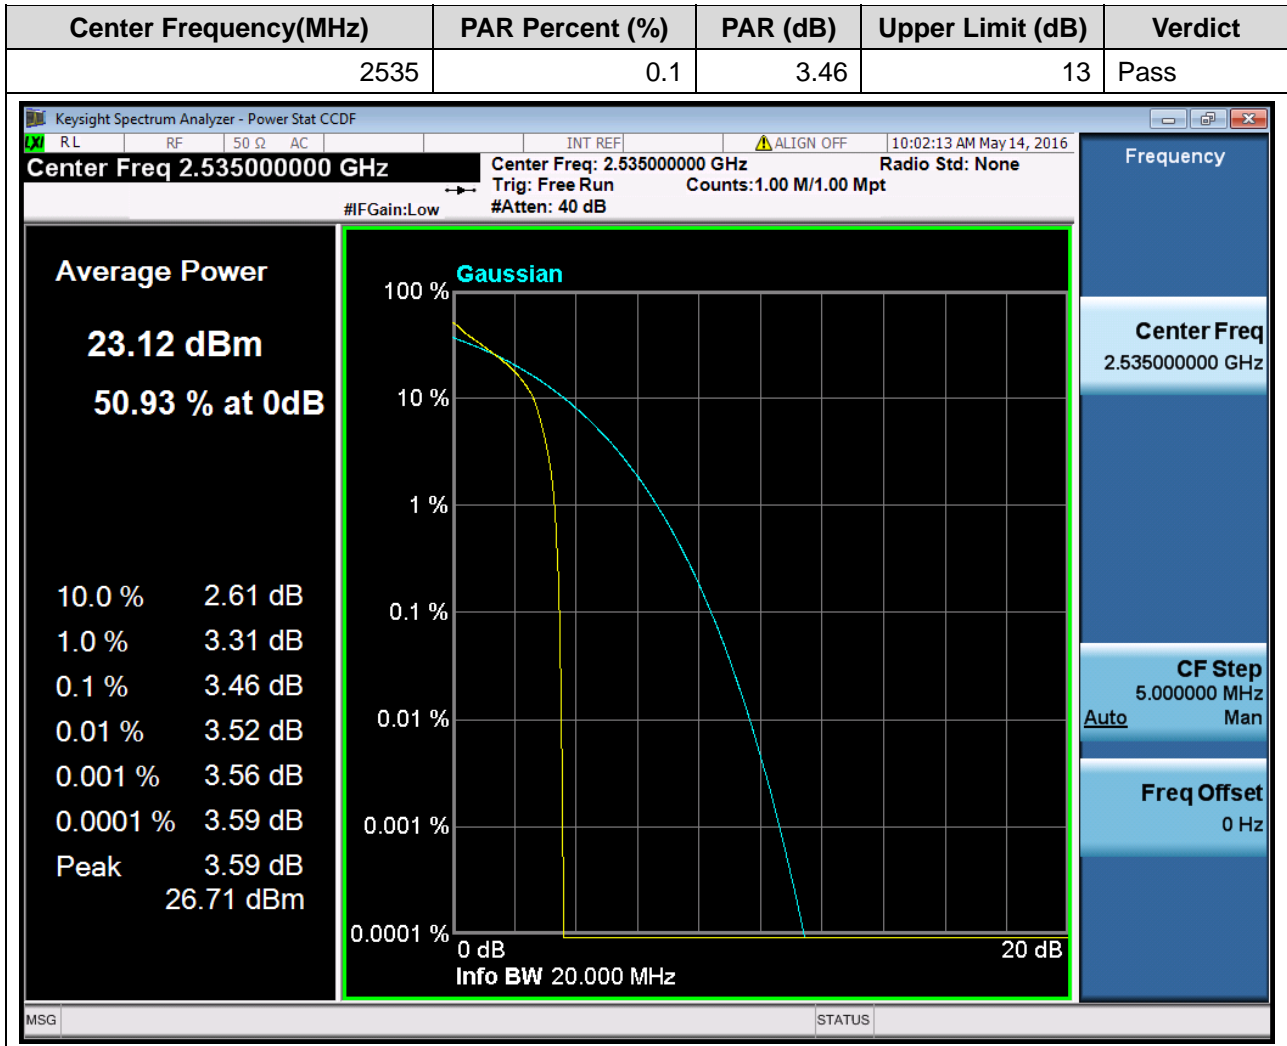 Center Frequency(MHz) PAR Percent (%) PAR (dB) Upper Limit (dB) Verdict
2535 0.1 3.46 13 Pass
Keysight Spectrum Analyzer - Power Stat CCDF
LXI RL RF 50 Ω AC INT REF ALIGN OFF 10:02:13 AM May 14, 2016
Center Freq 2.535000000 GHz
Center Freq: 2.535000000 GHz Radio Std: None
Trig: Free Run Counts:1.00 M/1.00 Mpt
#IFGain:Low #Atten: 40 dB
Frequency
Average Power
23.12 dBm
50.93 % at 0dB
10.0 % 2.61 dB
1.0 % 3.31 dB
0.1 % 3.46 dB
0.01 % 3.52 dB
0.001 % 3.56 dB
0.0001 % 3.59 dB
Peak 3.59 dB
26.71 dBm
Gaussian
100 %
10 %
1 %
0.1 %
0.01 %
0.001 %
0.0001 %
0 dB 20 dB
Info BW 20.000 MHz
Center Freq
2.535000000 GHz
CF Step
5.000000 MHz
Auto Man
Freq Offset
0 Hz
MSG STATUS